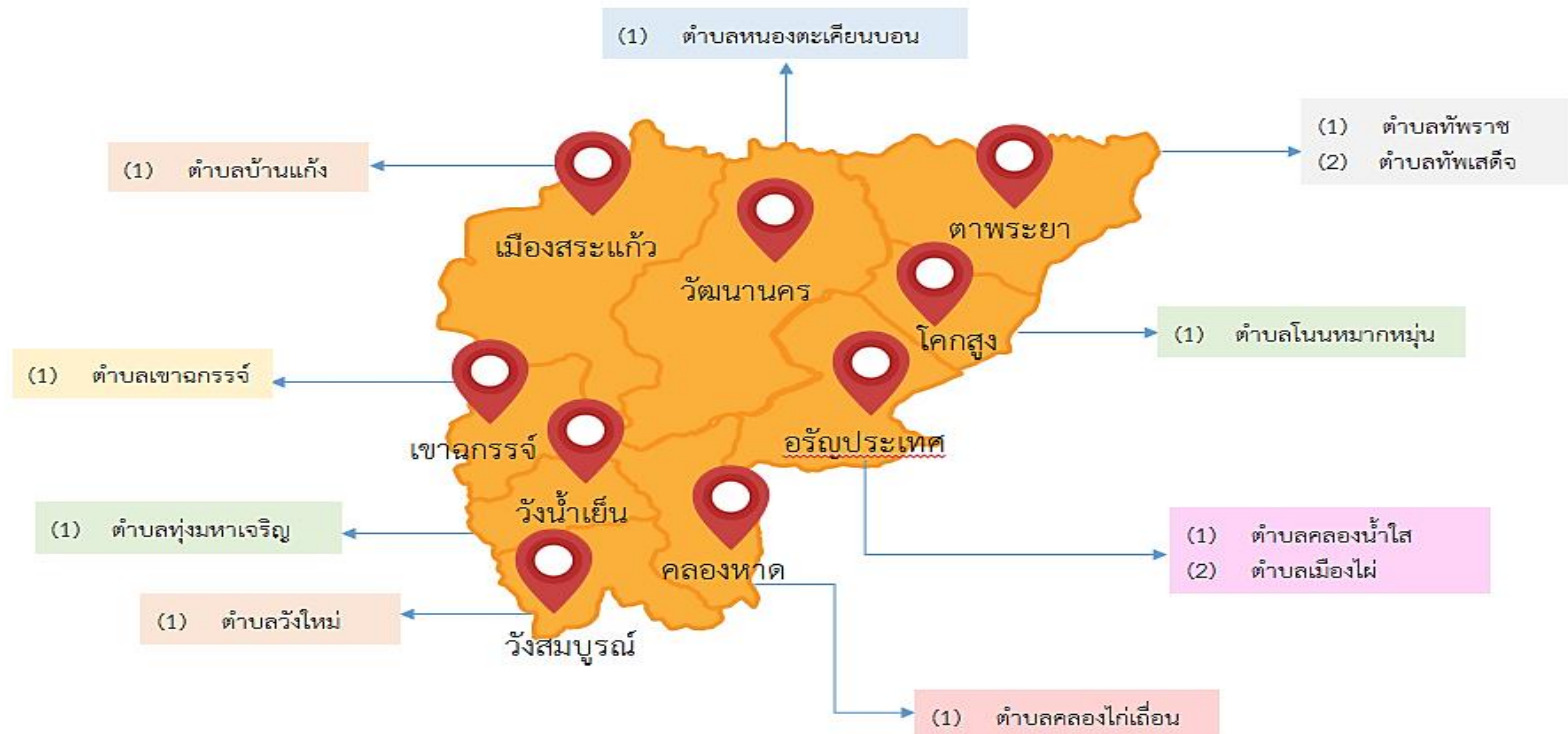 (1) ตำบลหนองตะเคียนบอน
(1) ตำบลทัพราช
(2) ตำบลทัพเสด็จ
(1) ตำบลบ้านแก้ง
ตาพระยา
เมืองสระแก้ว
วัฒนานคร
โคกสูง
(1) ตำบลโนนหมากหมุ่น
(1) ตำบลเขาฉกรรจ์
เขาฉกรรจ์
อรัญประเทศ
วังน้ำเย็น
(1) ตำบลทุ่งมหาเจริญ
(1) ตำบลคลองน้ำใส
(2) ตำบลเมืองไผ่
คลองหาด
(1) ตำบลวังใหม่
วังสมบูรณ์
(1) ตำบลคลองไก่เถื่อน